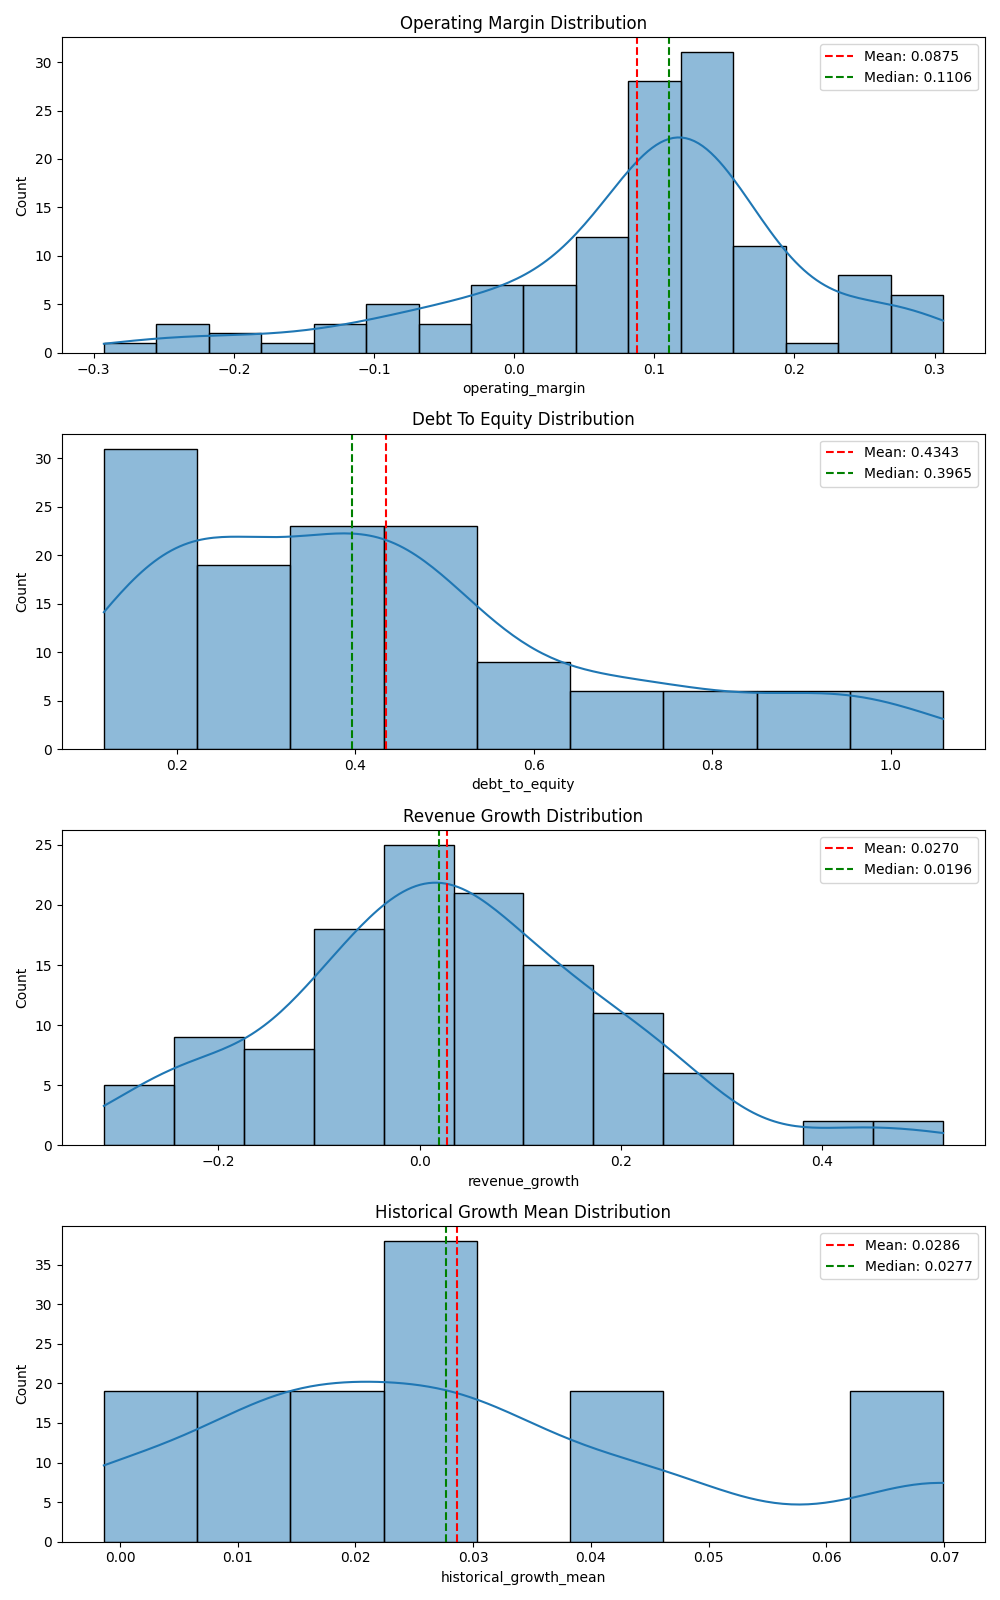 Operating Margin Distribution
Mean: 0.0875
Median: 0.1106
30
25
20
15
10
5
0
Count
−0.3 −0.2 −0.1 0.0 0.1 0.2 0.3
operating_margin
Debt To Equity Distribution
Mean: 0.4343
Median: 0.3965
30
25
20
15
10
5
0
Count
0.2 0.4 0.6 0.8 1.0
debt_to_equity
Revenue Growth Distribution
Mean: 0.0270
Median: 0.0196
25
20
15
10
5
0
Count
−0.2 0.0 0.2 0.4
revenue_growth
Historical Growth Mean Distribution
Mean: 0.0286
Median: 0.0277
35
30
25
20
15
10
5
0
Count
0.00 0.01 0.02 0.03 0.04 0.05 0.06 0.07
historical_growth_mean